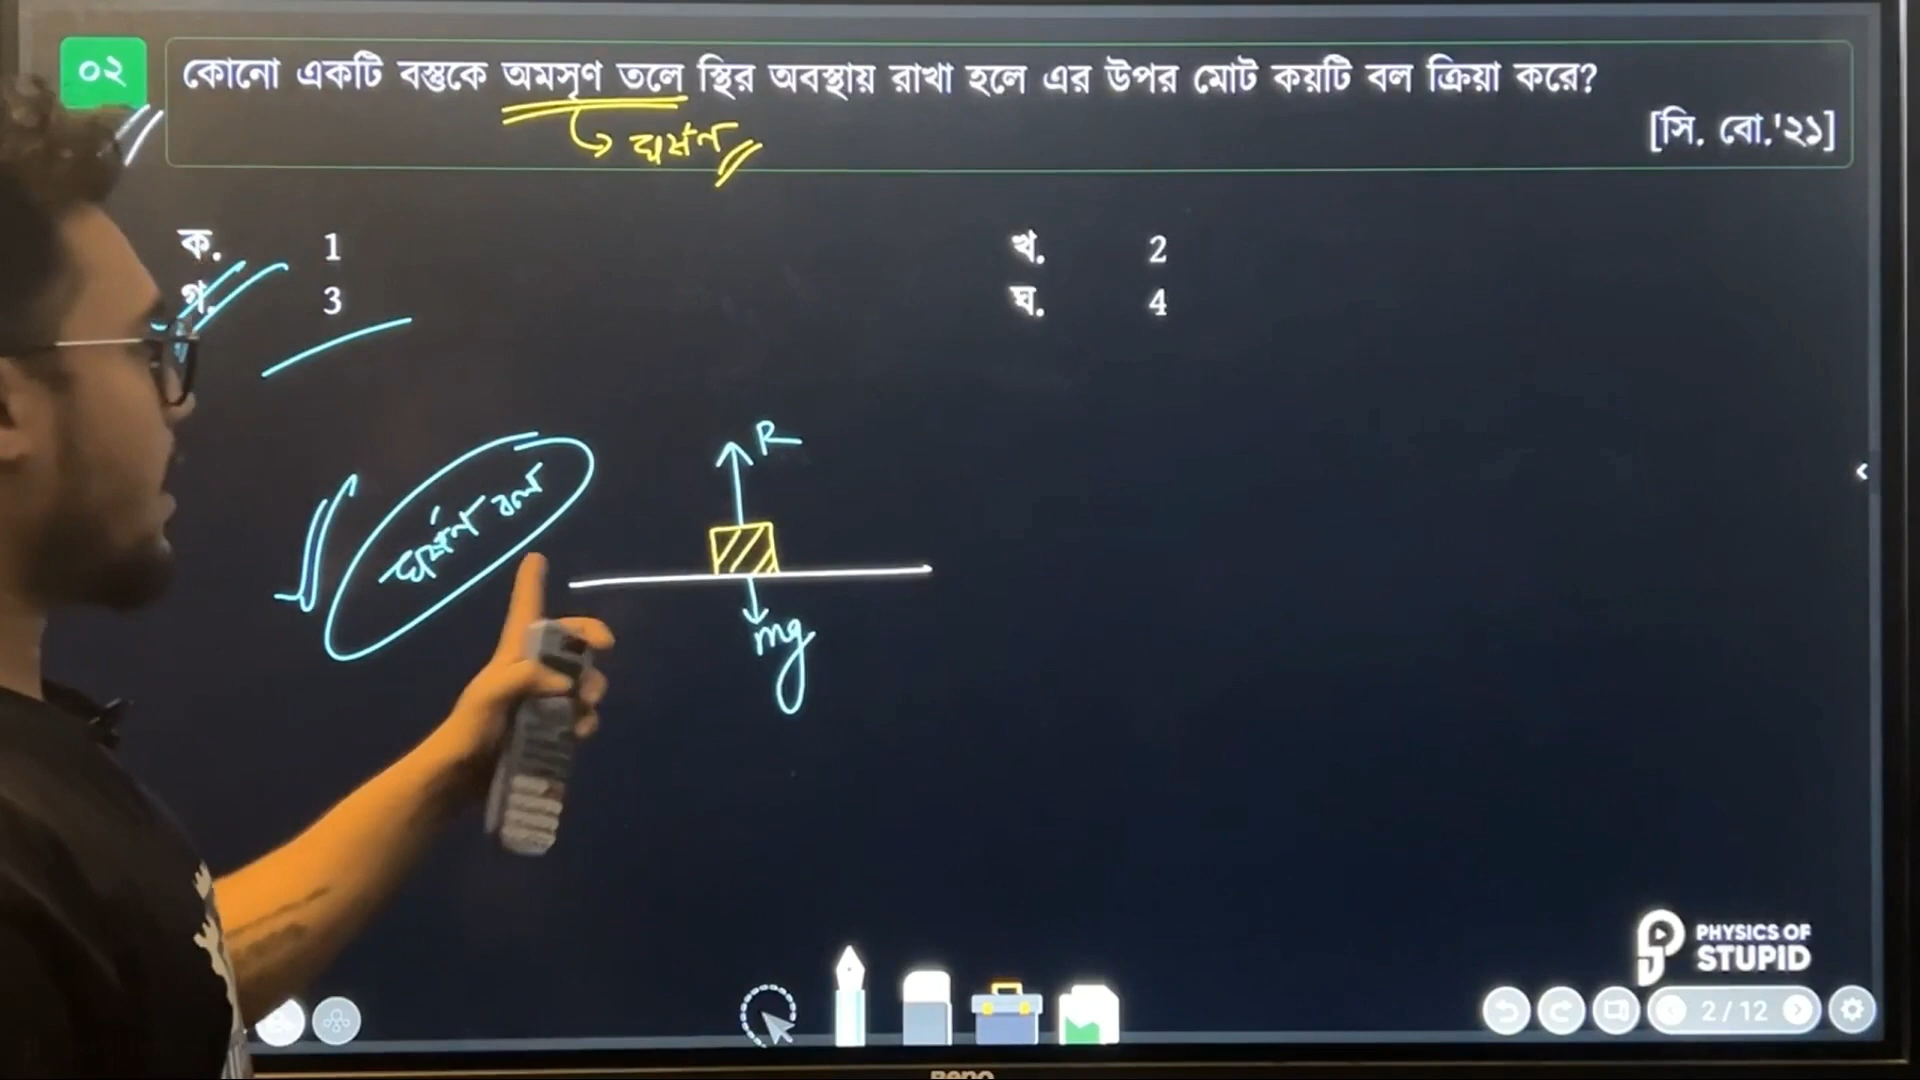 ০২ কোনো একটি বস্তুকে অমসৃণ তলে স্থির অবস্থায় রাখা হলে এর উপর মোট কয়টি বল ক্রিয়া করে?
[সি. বো.'২১]
ঘর্ষণ
ক. 1
খ. 2
গ. 3
ঘ. 4
R
ঘর্ষণ বল
mg
PHYSICS OF
STUPID
2/12
BenQ